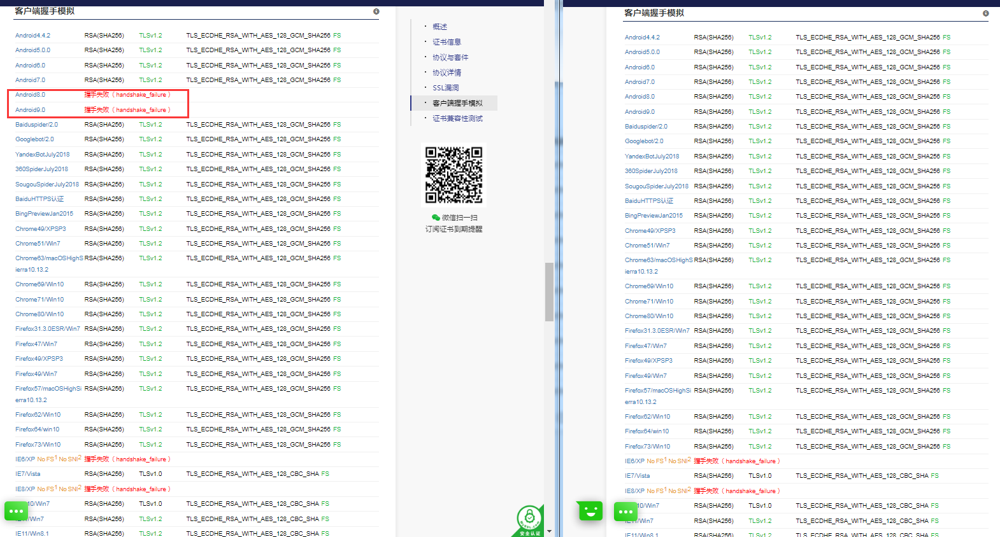 客户端握手模拟
Android4.4.2 RSA(SHA256) TLSv1.2 TLS_ECDHE_RSA_WITH_AES_128_GCM_SHA256 FS
Android5.0.0 RSA(SHA256) TLSv1.2 TLS_ECDHE_RSA_WITH_AES_128_GCM_SHA256 FS
Android6.0 RSA(SHA256) TLSv1.2 TLS_ECDHE_RSA_WITH_AES_128_GCM_SHA256 FS
Android7.0 RSA(SHA256) TLSv1.2 TLS_ECDHE_RSA_WITH_AES_128_GCM_SHA256 FS
Android8.0 握手失败（handshake_failure）
Android9.0 握手失败（handshake_failure）
Baiduspider/2.0 RSA(SHA256) TLSv1.2 TLS_ECDHE_RSA_WITH_AES_128_GCM_SHA256 FS
Googlebot/2.0 RSA(SHA256) TLSv1.2 TLS_ECDHE_RSA_WITH_AES_128_GCM_SHA256 FS
YandexBotJuly2018 RSA(SHA256) TLSv1.2 TLS_ECDHE_RSA_WITH_AES_128_GCM_SHA256 FS
360SpiderJuly2018 RSA(SHA256) TLSv1.2 TLS_ECDHE_RSA_WITH_AES_128_GCM_SHA256 FS
SougouSpiderJuly2018 RSA(SHA256) TLSv1.2 TLS_ECDHE_RSA_WITH_AES_128_GCM_SHA256 FS
BaiduHTTPS认证 RSA(SHA256) TLSv1.2 TLS_ECDHE_RSA_WITH_AES_128_GCM_SHA256 FS
BingPreviewJan2015 RSA(SHA256) TLSv1.2 TLS_ECDHE_RSA_WITH_AES_128_GCM_SHA256 FS
Chrome49/XPSP3 RSA(SHA256) TLSv1.2 TLS_ECDHE_RSA_WITH_AES_128_GCM_SHA256 FS
Chrome51/Win7 RSA(SHA256) TLSv1.2 TLS_ECDHE_RSA_WITH_AES_128_GCM_SHA256 FS
Chrome63/macOSHighS RSA(SHA256) TLSv1.2 TLS_ECDHE_RSA_WITH_AES_128_GCM_SHA256 FS
ierra10.13.2
Chrome69/Win10 RSA(SHA256) TLSv1.2 TLS_ECDHE_RSA_WITH_AES_128_GCM_SHA256 FS
Chrome71/Win10 RSA(SHA256) TLSv1.2 TLS_ECDHE_RSA_WITH_AES_128_GCM_SHA256 FS
Chrome80/Win10 RSA(SHA256) TLSv1.2 TLS_ECDHE_RSA_WITH_AES_128_GCM_SHA256 FS
Firefox31.3.0ESR/Win7 RSA(SHA256) TLSv1.2 TLS_ECDHE_RSA_WITH_AES_128_GCM_SHA256 FS
Firefox47/Win7 RSA(SHA256) TLSv1.2 TLS_ECDHE_RSA_WITH_AES_128_GCM_SHA256 FS
Firefox49/XPSP3 RSA(SHA256) TLSv1.2 TLS_ECDHE_RSA_WITH_AES_128_GCM_SHA256 FS
Firefox49/Win7 RSA(SHA256) TLSv1.2 TLS_ECDHE_RSA_WITH_AES_128_GCM_SHA256 FS
Firefox57/macOSHighSi RSA(SHA256) TLSv1.2 TLS_ECDHE_RSA_WITH_AES_128_GCM_SHA256 FS
erra10.13.2
Firefox62/Win10 RSA(SHA256) TLSv1.2 TLS_ECDHE_RSA_WITH_AES_128_GCM_SHA256 FS
Firefox64/win10 RSA(SHA256) TLSv1.2 TLS_ECDHE_RSA_WITH_AES_128_GCM_SHA256 FS
Firefox73/Win10 RSA(SHA256) TLSv1.2 TLS_ECDHE_RSA_WITH_AES_128_GCM_SHA256 FS
IE6/XP No FS1 No SNI2 握手失败（handshake_failure）
IE7/Vista RSA(SHA256) TLSv1.0 TLS_ECDHE_RSA_WITH_AES_128_CBC_SHA FS
IE8/XP No FS1 No SNI2 握手失败（handshake_failure）
10/Win7 RSA(SHA256) TLSv1.0 TLS_ECDHE_RSA_WITH_AES_128_CBC_SHA FS
/Win7 RSA(SHA256) TLSv1.2 TLS_ECDHE_RSA_WITH_AES_128_CBC_SHA FS
IE11/Win8.1 RSA(SHA256) TLSv1.2 TLS_ECDHE_RSA_WITH_AES_128_CBC_SHA FS
概述
证书信息
协议与套件
协议详情
SSL漏洞
客户端握手模拟
证书兼容性测试
微信扫一扫
订阅证书到期提醒
MySSL.com
安全认证
客户端握手模拟
Android4.4.2 RSA(SHA256) TLSv1.2 TLS_ECDHE_RSA_WITH_AES_128_GCM_SHA256 FS
Android5.0.0 RSA(SHA256) TLSv1.2 TLS_ECDHE_RSA_WITH_AES_128_GCM_SHA256 FS
Android6.0 RSA(SHA256) TLSv1.2 TLS_ECDHE_RSA_WITH_AES_128_GCM_SHA256 FS
Android7.0 RSA(SHA256) TLSv1.2 TLS_ECDHE_RSA_WITH_AES_128_GCM_SHA256 FS
Android8.0 RSA(SHA256) TLSv1.2 TLS_ECDHE_RSA_WITH_AES_128_GCM_SHA256 FS
Android9.0 RSA(SHA256) TLSv1.2 TLS_ECDHE_RSA_WITH_AES_128_GCM_SHA256 FS
Baiduspider/2.0 RSA(SHA256) TLSv1.2 TLS_ECDHE_RSA_WITH_AES_128_GCM_SHA256 FS
Googlebot/2.0 RSA(SHA256) TLSv1.2 TLS_ECDHE_RSA_WITH_AES_128_GCM_SHA256 FS
YandexBotJuly2018 RSA(SHA256) TLSv1.2 TLS_ECDHE_RSA_WITH_AES_128_GCM_SHA256 FS
360SpiderJuly2018 RSA(SHA256) TLSv1.2 TLS_ECDHE_RSA_WITH_AES_128_GCM_SHA256 FS
SougouSpiderJuly2018 RSA(SHA256) TLSv1.2 TLS_ECDHE_RSA_WITH_AES_128_GCM_SHA256 FS
BaiduHTTPS认证 RSA(SHA256) TLSv1.2 TLS_ECDHE_RSA_WITH_AES_128_GCM_SHA256 FS
BingPreviewJan2015 RSA(SHA256) TLSv1.2 TLS_ECDHE_RSA_WITH_AES_128_GCM_SHA256 FS
Chrome49/XPSP3 RSA(SHA256) TLSv1.2 TLS_ECDHE_RSA_WITH_AES_128_GCM_SHA256 FS
Chrome51/Win7 RSA(SHA256) TLSv1.2 TLS_ECDHE_RSA_WITH_AES_128_GCM_SHA256 FS
Chrome63/macOSHighS RSA(SHA256) TLSv1.2 TLS_ECDHE_RSA_WITH_AES_128_GCM_SHA256 FS
ierra10.13.2
Chrome69/Win10 RSA(SHA256) TLSv1.2 TLS_ECDHE_RSA_WITH_AES_128_GCM_SHA256 FS
Chrome71/Win10 RSA(SHA256) TLSv1.2 TLS_ECDHE_RSA_WITH_AES_128_GCM_SHA256 FS
Chrome80/Win10 RSA(SHA256) TLSv1.2 TLS_ECDHE_RSA_WITH_AES_128_GCM_SHA256 FS
Firefox31.3.0ESR/Win7 RSA(SHA256) TLSv1.2 TLS_ECDHE_RSA_WITH_AES_128_GCM_SHA256 FS
Firefox47/Win7 RSA(SHA256) TLSv1.2 TLS_ECDHE_RSA_WITH_AES_128_GCM_SHA256 FS
Firefox49/XPSP3 RSA(SHA256) TLSv1.2 TLS_ECDHE_RSA_WITH_AES_128_GCM_SHA256 FS
Firefox49/Win7 RSA(SHA256) TLSv1.2 TLS_ECDHE_RSA_WITH_AES_128_GCM_SHA256 FS
Firefox57/macOSHighSi RSA(SHA256) TLSv1.2 TLS_ECDHE_RSA_WITH_AES_128_GCM_SHA256 FS
erra10.13.2
Firefox62/Win10 RSA(SHA256) TLSv1.2 TLS_ECDHE_RSA_WITH_AES_128_GCM_SHA256 FS
Firefox64/win10 RSA(SHA256) TLSv1.2 TLS_ECDHE_RSA_WITH_AES_128_GCM_SHA256 FS
Firefox73/Win10 RSA(SHA256) TLSv1.2 TLS_ECDHE_RSA_WITH_AES_128_GCM_SHA256 FS
IE6/XP No FS1 No SNI2 握手失败（handshake_failure）
IE7/Vista RSA(SHA256) TLSv1.0 TLS_ECDHE_RSA_WITH_AES_128_CBC_SHA FS
IE8/XP No FS1 No SNI2 握手失败（handshake_failure）
10/Win7 RSA(SHA256) TLSv1.0 TLS_ECDHE_RSA_WITH_AES_128_CBC_SHA FS
/Win7 RSA(SHA256) TLSv1.2 TLS_ECDHE_RSA_WITH_AES_128_CBC_SHA FS
IE11/Win8.1 RSA(SHA256) TLSv1.2 TLS_ECDHE_RSA_WITH_AES_128_CBC_SHA FS